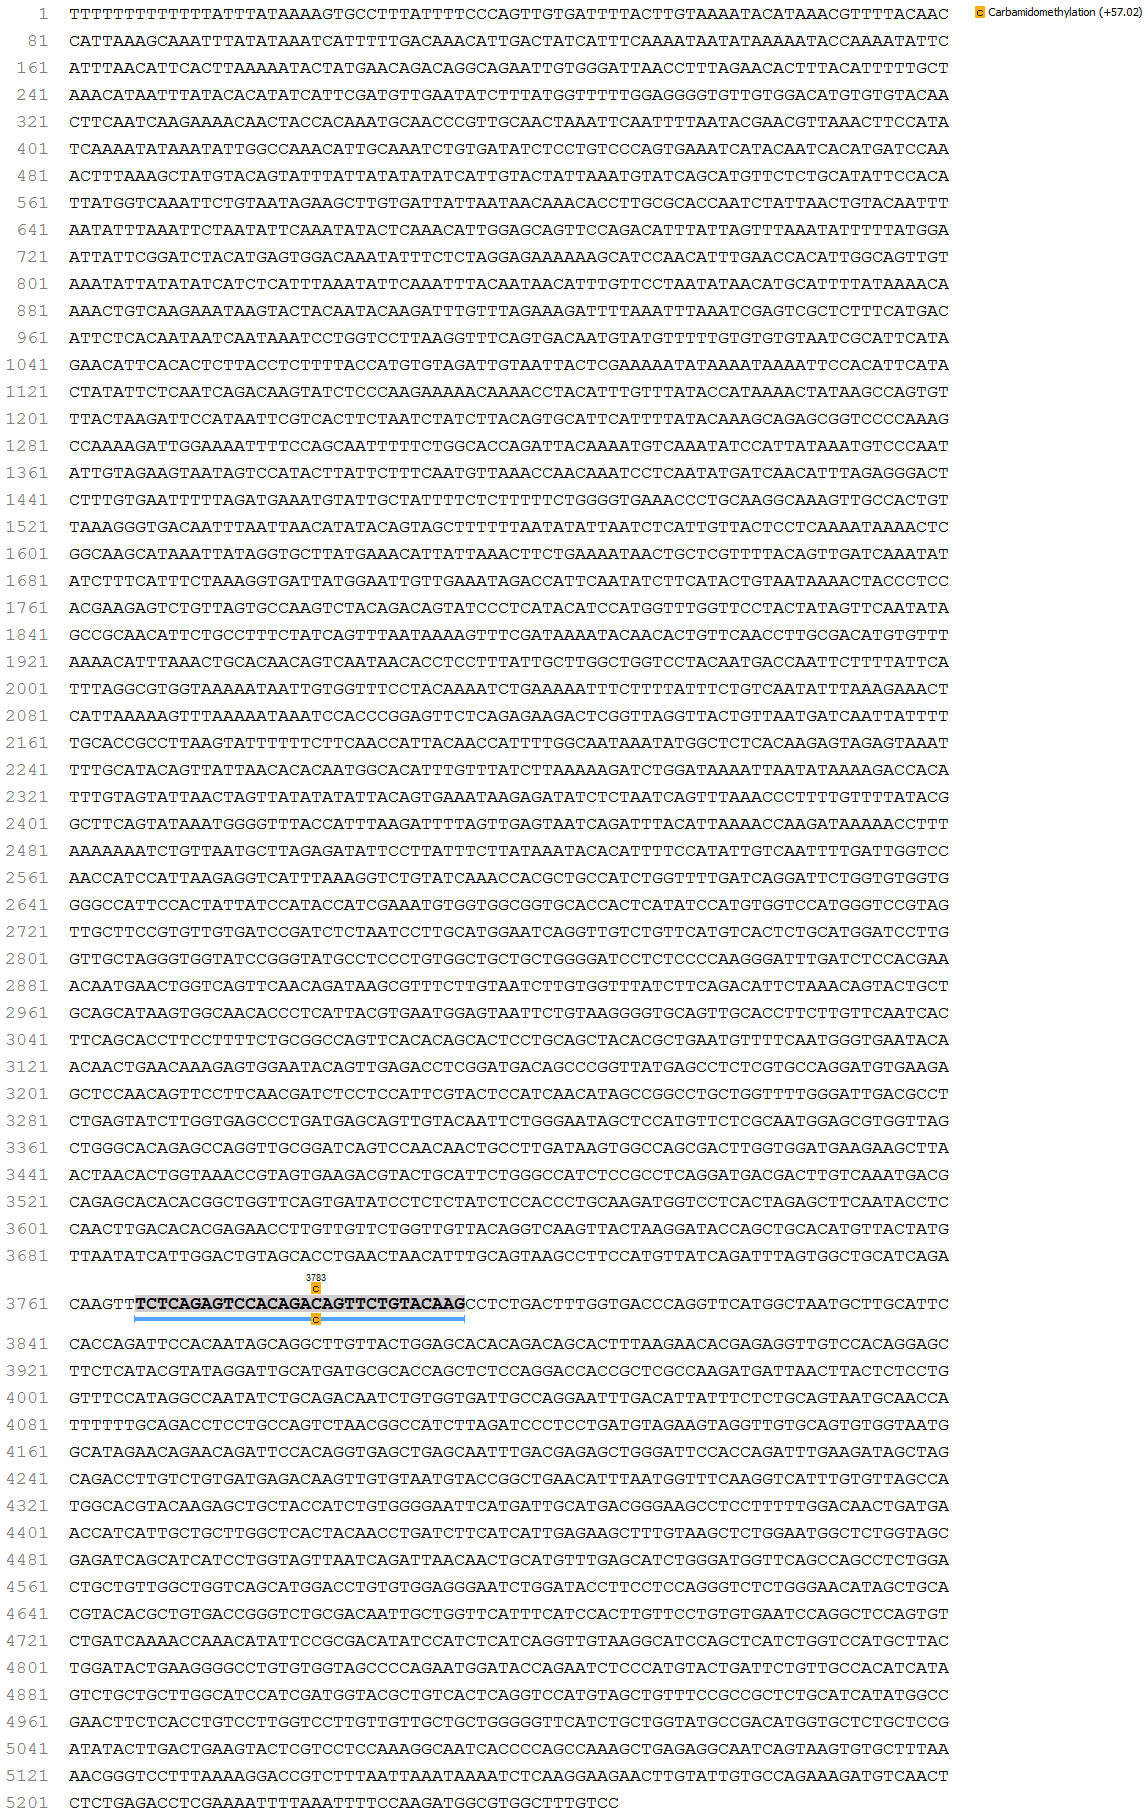 1 TTTTTTTTTTTTTATTTATAAAAGTGCCTTTATTTTCCCAGTTGTGATTTTACTTGTAAAATACATAAACGTTTTACAAC
C Carbamidomethylation (+57.02)
81 CATTAAAGCAAATTTATATAAATCATTTTTGACAAACATTGACTATCATTTCAAAATAATATAAAAATACCAAAATATTC
161 ATTTAACATTCACTTAAAAATACTATGAACAGACAGGCAGAATTGTGGGATTAACCTTTAGAACACTTTACATTTTTGCT
241 AAACATAATTTATACACATATCATTCGATGTTGAATATCTTTATGGTTTTTGGAGGGGTGTTGTGGACATGTGTGTACAA
321 CTTCAATCAAGAAAACAACTACCACAAATGCAACCCGTTGCAACTAAATTCAATTTTAATACGAACGTTAAACTTCCATA
401 TCAAAATATAAATATTGGCCAAACATTGCAAATCTGTGATATCTCCTGTCCCAGTGAAATCATACAATCACATGATCCAA
481 ACTTTAAAGCTATGTACAGTATTTATTATATATATCATTGTACTATTAAATGTATCAGCATGTTCTCTGCATATTCCACA
561 TTATGGTCAAATTCTGTAATAGAAGCTTGTGATTATTAATAACAAACACCTTGCGCACCAATCTATTAACTGTACAATTT
641 AATATTTAAATTCTAATATTCAAATATACTCAAACATTGGAGCAGTTCCAGACATTTATTAGTTTAAATATTTTTATGGA
721 ATTATTCGGATCTACATGAGTGGACAAATATTTCTCTAGGAGAAAAAAGCATCCAACATTTGAACCACATTGGCAGTTGT
801 AAATATTATATATCATCTCATTTAAATATTCAAATTTACAATAACATTTGTTCCTAATATAACATGCATTTTATAAAACA
881 AAACTGTCAAGAAATAAGTACTACAATACAAGATTTGTTTAGAAAGATTTTAAATTTAAATCGAGTCGCTCTTTCATGAC
961 ATTCTCACAATAATCAATAAATCCTGGTCCTTAAGGTTTCAGTGACAATGTATGTTTTTGTGTGTGTAATCGCATTCATA
1041 GAACATTCACACTCTTACCTCTTTTACCATGTGTAGATTGTAATTACTCGAAAAATATAAAATAAAATTCCACATTCATA
1121 CTATATTCTCAATCAGACAAGTATCTCCCAAGAAAAACAAAACCTACATTTGTTTATACCATAAAACTATAAGCCAGTGT
1201 TTACTAAGATTCCATAATTCGTCACTTCTAATCTATCTTACAGTGCATTCATTTTATACAAAGCAGAGCGGTCCCCAAAG
1281 CCAAAAGATTGGAAAATTTTCCAGCAATTTTTCTGGCACCAGATTACAAAATGTCAAATATCCATTATAAATGTCCCAAT
1361 ATTGTAGAAGTAATAGTCCATACTTATTCTTTCAATGTTAAACCAACAAATCCTCAATATGATCAACATTTAGAGGGACT
1441 CTTTGTGAATTTTTAGATGAAATGTATTGCTATTTTCTCTTTTTCTGGGGTGAAACCCTGCAAGGCAAAGTTGCCACTGT
1521 TAAAGGGTGACAATTTAATTAACATATACAGTAGCTTTTTTAATATATTAATCTCATTGTTACTCCTCAAAATAAAACTC
1601 GGCAAGCATAAATTATAGGTGCTTATGAAACATTATTAAACTTCTGAAAATAACTGCTCGTTTTACAGTTGATCAAATAT
1681 ATCTTTCATTTCTAAAGGTGATTATGGAATTGTTGAAATAGACCATTCAATATCTTCATACTGTAATAAAACTACCCTCC
1761 ACGAAGAGTCTGTTAGTGCCAAGTCTACAGACAGTATCCCTCATACATCCATGGTTTGGTTCCTACTATAGTTCAATATA
1841 GCCGCAACATTCTGCCTTTCTATCAGTTTAATAAAAGTTTCGATAAAATACAACACTGTTCAACCTTGCGACATGTGTTT
1921 AAAACATTTAAACTGCACAACAGTCAATAACACCTCCTTTATTGCTTGGCTGGTCCTACAATGACCAATTCTTTTATTCA
2001 TTTAGGCGTGGTAAAAATAATTGTGGTTTCCTACAAAATCTGAAAAATTTCTTTTATTTCTGTCAATATTTAAAGAAACT
2081 CATTAAAAAGTTTAAAAATAAATCCACCCGGAGTTCTCAGAGAAGACTCGGTTAGGTTACTGTTAATGATCAATTATTTT
2161 TGCACCGCCTTAAGTATTTTTTCTTCAACCATTACAACCATTTTGGCAATAAATATGGCTCTCACAAGAGTAGAGTAAAT
2241 TTTGCATACAGTTATTAACACACAATGGCACATTTGTTTATCTTAAAAAGATCTGGATAAAATTAATATAAAAGACCACA
2321 TTTGTAGTATTAACTAGTTATATATATTACAGTGAAATAAGAGATATCTCTAATCAGTTTAAACCCTTTTGTTTTATACG
2401 GCTTCAGTATAAATGGGGTTTACCATTTAAGATTTTAGTTGAGTAATCAGATTTACATTAAAACCAAGATAAAAACCTTT
2481 AAAAAAATCTGTTAATGCTTAGAGATATTCCTTATTTCTTATAAATACACATTTTCCATATTGTCAATTTTGATTGGTCC
2561 AACCATCCATTAAGAGGTCATTTAAAGGTCTGTATCAAACCACGCTGCCATCTGGTTTTGATCAGGATTCTGGTGTGGTG
2641 GGGCCATTCCACTATTATCCATACCATCGAAATGTGGTGGCGGTGCACCACTCATATCCATGTGGTCCATGGGTCCGTAG
2721 TTGCTTCCGTGTTGTGATCCGATCTCTAATCCTTGCATGGAATCAGGTTGTCTGTTCATGTCACTCTGCATGGATCCTTG
2801 GTTGCTAGGGTGGTATCCGGGTATGCCTCCCTGTGGCTGCTGCTGGGGATCCTCTCCCCAAGGGATTTGATCTCCACGAA
2881 ACAATGAACTGGTCAGTTCAACAGATAAGCGTTTCTTGTAATCTTGTGGTTTATCTTCAGACATTCTAAACAGTACTGCT
2961 GCAGCATAAGTGGCAACACCCTCATTACGTGAATGGAGTAATTCTGTAAGGGGTGCAGTTGCACCTTCTTGTTCAATCAC
3041 TTCAGCACCTTCCTTTTCTGCGGCCAGTTCACACAGCACTCCTGCAGCTACACGCTGAATGTTTTCAATGGGTGAATACA
3121 ACAACTGAACAAAGAGTGGAATACAGTTGAGACCTCGGATGACAGCCCGGTTATGAGCCTCTCGTGCCAGGATGTGAAGA
3201 GCTCCAACAGTTCCTTCAACGATCTCCTCCATTCGTACTCCATCAACATAGCCGGCCTGCTGGTTTTGGGATTGACGCCT
3281 CTGAGTATCTTGGTGAGCCCTGATGAGCAGTTGTACAATTCTGGGAATAGCTCCATGTTCTCGCAATGGAGCGTGGTTAG
3361 CTGGGCACAGAGCCAGGTTGCGGATCAGTCCAACAACTGCCTTGATAAGTGGCCAGCGACTTGGTGGATGAAGAAGCTTA
3441 ACTAACACTGGTAAACCGTAGTGAAGACGTACTGCATTCTGGGCCATCTCCGCCTCAGGATGACGACTTGTCAAATGACG
3521 CAGAGCACACACGGCTGGTTCAGTGATATCCTCTCTATCTCCACCCTGCAAGATGGTCCTCACTAGAGCTTCAATACCTC
3601 CAACTTGACACACGAGAACCTTGTTGTTCTGGTTGTTACAGGTCAAGTTACTAAGGATACCAGCTGCACATGTTACTATG
3681 TTAATATCATTGGACTGTAGCACCTGAACTAACATTTGCAGTAAGCCTTCCATGTTATCAGATTTAGTGGCTGCATCAGA
3783
C
3761 CAAGTTTCTCAGAGTCCACAGACAGTTCTGTACAAGCCTCTGACTTTGGTGACCCAGGTTCATGGCTAATGCTTGCATTC
C
3841 CACCAGATTCCACAATAGCAGGCTTGTTACTGGAGCACACAGACAGCACTTTAAGAACACGAGAGGTTGTCCACAGGAGC
3921 TTCTCATACGTATAGGATTGCATGATGCGCACCAGCTCTCCAGGACCACCGCTCGCCAAGATGATTAACTTACTCTCCTG
4001 GTTTCCATAGGCCAATATCTGCAGACAATCTGTGGTGATTGCCAGGAATTTGACATTATTTCTCTGCAGTAATGCAACCA
4081 TTTTTTGCAGACCTCCTGCCAGTCTAACGGCCATCTTAGATCCCTCCTGATGTAGAAGTAGGTTGTGCAGTGTGGTAATG
4161 GCATAGAACAGAACAGATTCCACAGGTGAGCTGAGCAATTTGACGAGAGCTGGGATTCCACCAGATTTGAAGATAGCTAG
4241 CAGACCTTGTCTGTGATGAGACAAGTTGTGTAATGTACCGGCTGAACATTTAATGGTTTCAAGGTCATTTGTGTTAGCCA
4321 TGGCACGTACAAGAGCTGCTACCATCTGTGGGGAATTCATGATTGCATGACGGGAAGCCTCCTTTTTGGACAACTGATGA
4401 ACCATCATTGCTGCTTGGCTCACTACAACCTGATCTTCATCATTGAGAAGCTTTGTAAGCTCTGGAATGGCTCTGGTAGC
4481 GAGATCAGCATCATCCTGGTAGTTAATCAGATTAACAACTGCATGTTTGAGCATCTGGGATGGTTCAGCCAGCCTCTGGA
4561 CTGCTGTTGGCTGGTCAGCATGGACCTGTGTGGAGGGAATCTGGATACCTTCCTCCAGGGTCTCTGGGAACATAGCTGCA
4641 CGTACACGCTGTGACCGGGTCTGCGACAATTGCTGGTTCATTTCATCCACTTGTTCCTGTGTGAATCCAGGCTCCAGTGT
4721 CTGATCAAAACCAAACATATTCCGCGACATATCCATCTCATCAGGTTGTAAGGCATCCAGCTCATCTGGTCCATGCTTAC
4801 TGGATACTGAAGGGGCCTGTGTGGTAGCCCCAGAATGGATACCAGAATCTCCCATGTACTGATTCTGTTGCCACATCATA
4881 GTCTGCTGCTTGGCATCCATCGATGGTACGCTGTCACTCAGGTCCATGTAGCTGTTTCCGCCGCTCTGCATCATATGGCC
4961 GAACTTCTCACCTGTCCTTGGTCCTTGTTGTTGCTGCTGGGGGTTCATCTGCTGGTATGCCGACATGGTGCTCTGCTCCG
5041 ATATACTTGACTGAAGTACTCGTCCTCCAAAGGCAATCACCCCAGCCAAAGCTGAGAGGCAATCAGTAAGTGTGCTTTAA
5121 AACGGGTCCTTTAAAAGGACCGTCTTTAATTAAATAAAATCTCAAGGAAGAACTTGTATTGTGCCAGAAAGATGTCAACT
5201 CTCTGAGACCTCGAAAATTTTAAATTTTCCAAGATGGCGTGGCTTTGTCC